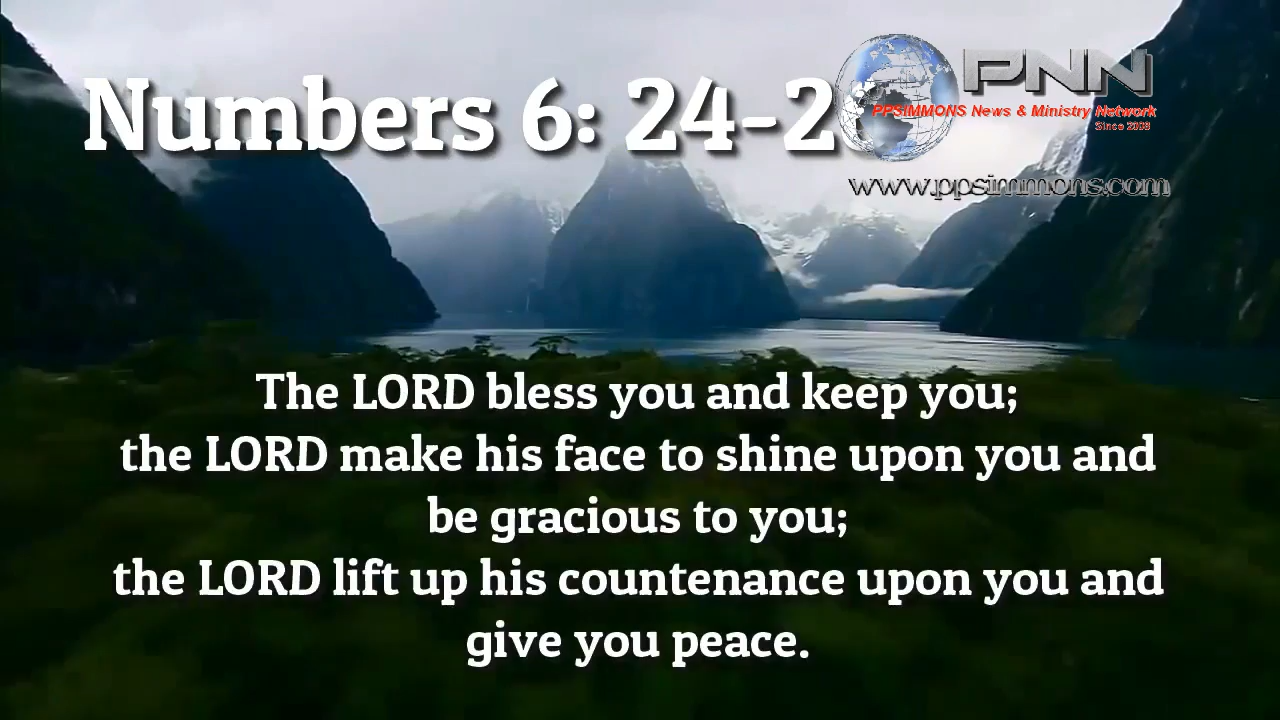 Numbers 6: 24-2
PNN
PPSIMMONS News & Ministry Network
Since 2008
www.ppsimmons.com
The LORD bless you and keep you;
the LORD make his face to shine upon you and
be gracious to you;
the LORD lift up his countenance upon you and
give you peace.